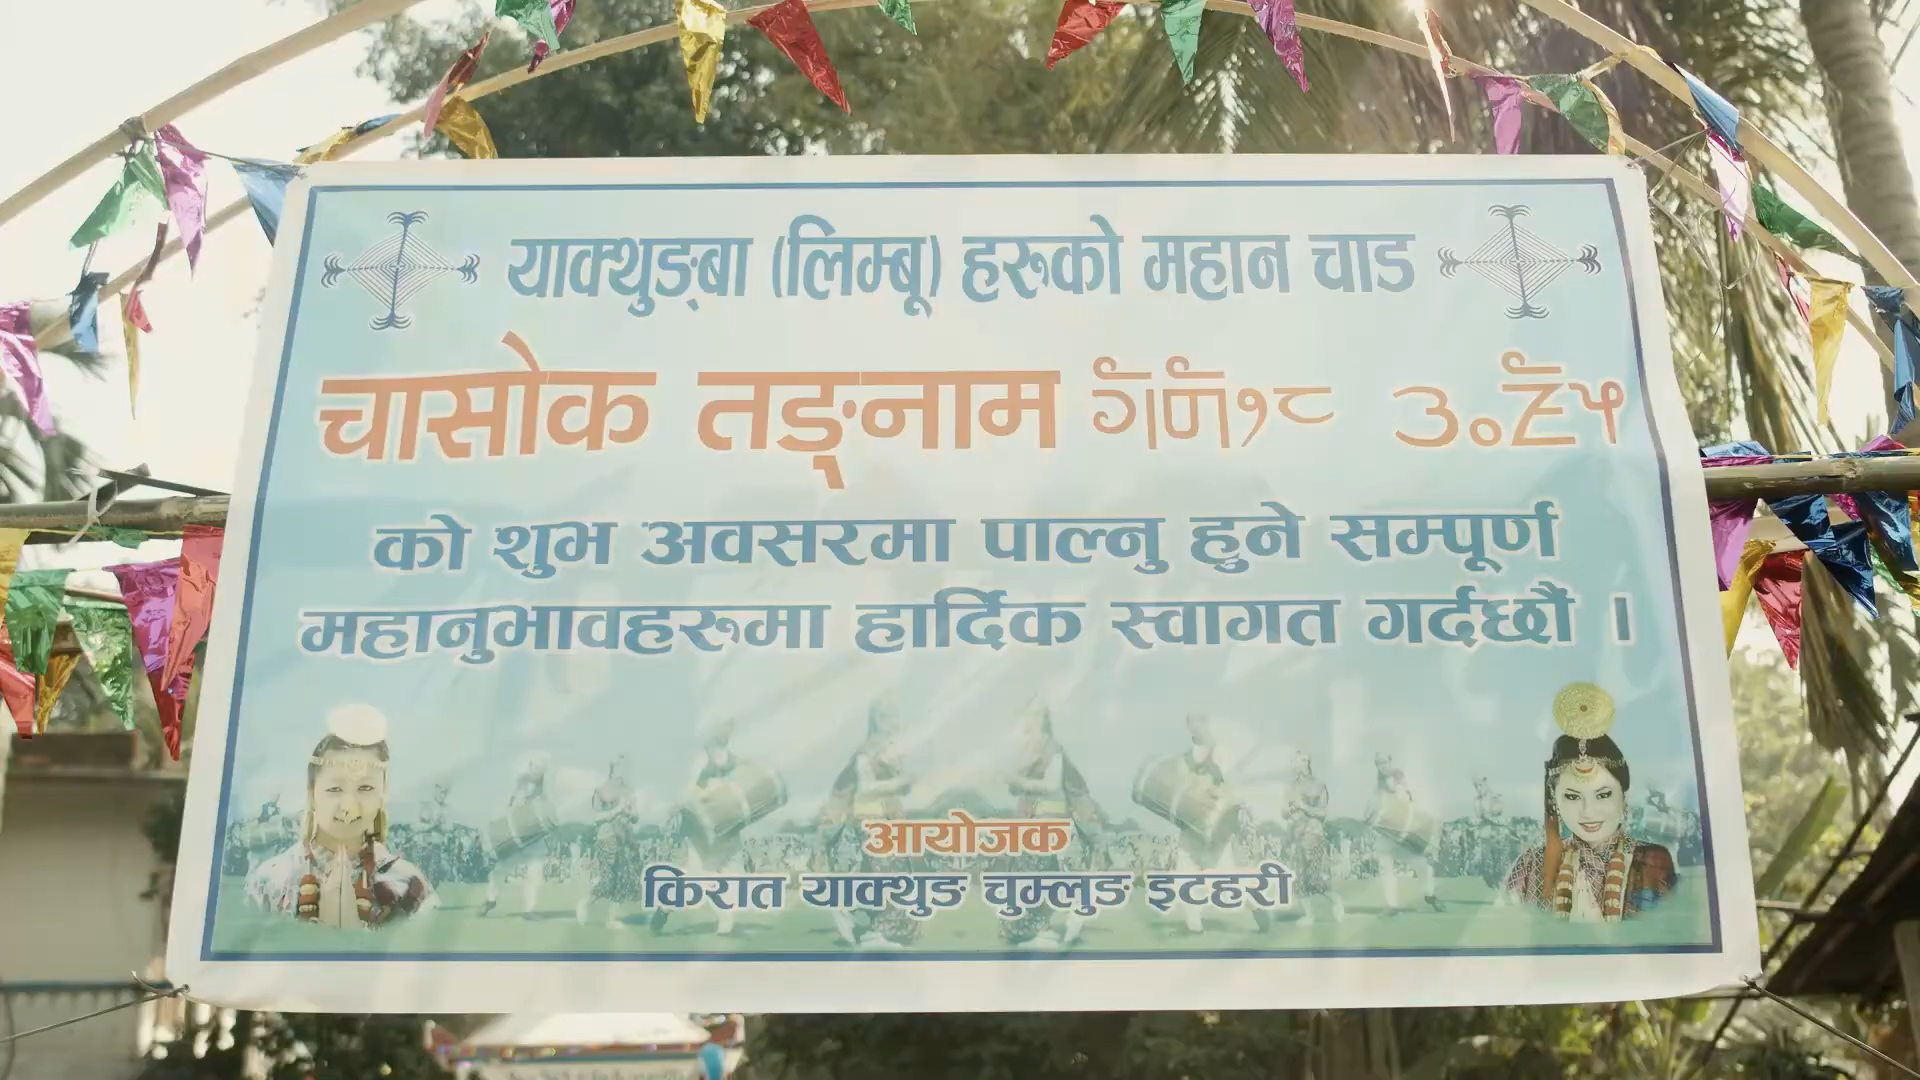 याक्थुङ्बा (लिम्बू) हरुको महान चाड
चासोक तङ्नाम
को शुभ अवसरमा पाल्नु हुने सम्पूर्ण
महानुभावहरुमा हार्दिक स्वागत गर्दछौं ।
आयोजक
किरात याक्थुङ चुम्लुङ इटहरी